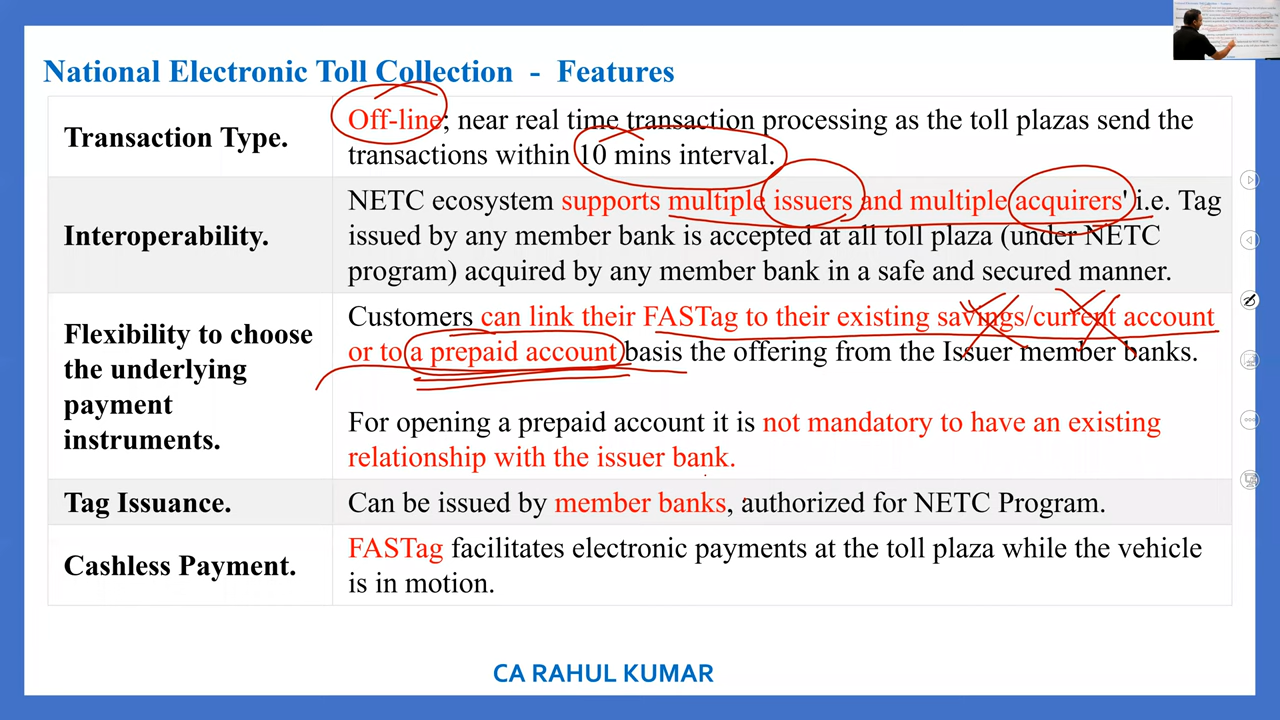 National Electronic Toll Collection - Features
Transaction Type.
Off-line; near real time transaction processing as the toll plazas send the
transactions within 10 mins interval.
Interoperability.
NETC ecosystem supports multiple issuers and multiple acquirers' i.e. Tag
issued by any member bank is accepted at all toll plaza (under NETC
program) acquired by any member bank in a safe and secured manner.
Flexibility to choose
the underlying
payment
instruments.
Customers can link their FASTag to their existing savings/current account
or to a prepaid account basis the offering from the Issuer member banks.
For opening a prepaid account it is not mandatory to have an existing
relationship with the issuer bank.
Tag Issuance.
Can be issued by member banks, authorized for NETC Program.
Cashless Payment.
FASTag facilitates electronic payments at the toll plaza while the vehicle
is in motion.
CA RAHUL KUMAR